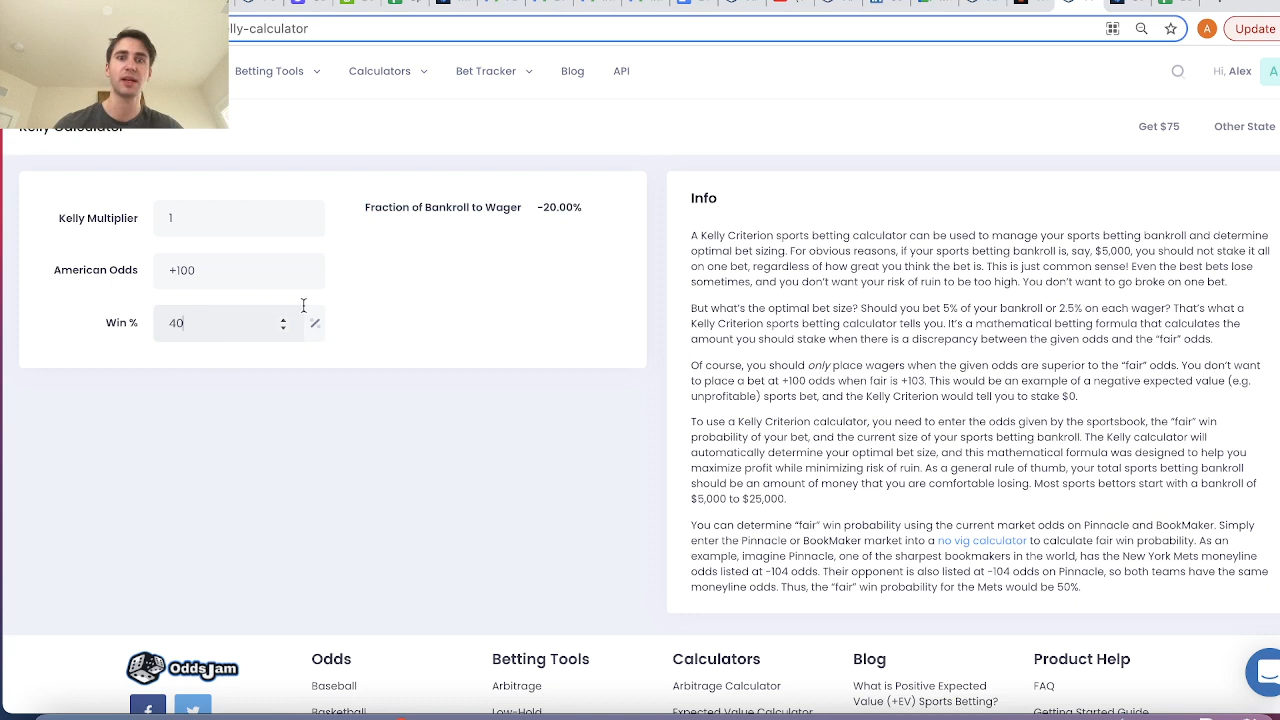 lly-calculator
A
Update
Betting Tools
Calculators
Bet Tracker
Blog
API
Hi, Alex
A
Kelly Calculator
Get $75
Other State
Kelly Multiplier
1
Fraction of Bankroll to Wager
-20.00%
American Odds
+100
Win %
40
%
Info
A Kelly Criterion sports betting calculator can be used to manage your sports betting bankroll and determine
optimal bet sizing. For obvious reasons, if your sports betting bankroll is, say, $5,000, you should not stake it all
on one bet, regardless of how great you think the bet is. This is just common sense! Even the best bets lose
sometimes, and you don't want your risk of ruin to be too high. You don't want to go broke on one bet.
But what's the optimal bet size? Should you bet 5% of your bankroll or 2.5% on each wager? That's what a
Kelly Criterion sports betting calculator tells you. It's a mathematical betting formula that calculates the
amount you should stake when there is a discrepancy between the given odds and the “fair” odds.
Of course, you should only place wagers when the given odds are superior to the “fair” odds. You don't want
to place a bet at +100 odds when fair is +103. This would be an example of a negative expected value (e.g.
unprofitable) sports bet, and the Kelly Criterion would tell you to stake $0.
To use a Kelly Criterion calculator, you need to enter the odds given by the sportsbook, the “fair” win
probability of your bet, and the current size of your sports betting bankroll. The Kelly calculator will
automatically determine your optimal bet size, and this mathematical formula was designed to help you
maximize profit while minimizing risk of ruin. As a general rule of thumb, your total sports betting bankroll
should be an amount of money that you are comfortable losing. Most sports bettors start with a bankroll of
$5,000 to $25,000.
You can determine “fair” win probability using the current market odds on Pinnacle and BookMaker. Simply
enter the Pinnacle or BookMaker market into a no vig calculator to calculate fair win probability. As an
example, imagine Pinnacle, one of the sharpest bookmakers in the world, has the New York Mets moneyline
odds listed at -104 odds. Their opponent is also listed at -104 odds on Pinnacle, so both teams have the same
moneyline odds. Thus, the “fair” win probability for the Mets would be 50%.
OddsJam
Odds
Baseball
Basketball
Betting Tools
Arbitrage
Low-Hold
Calculators
Arbitrage Calculator
Expected Value Calculator
Blog
What is Positive Expected
Value (+EV) Sports Betting?
Product Help
FAQ
Getting Started Guide